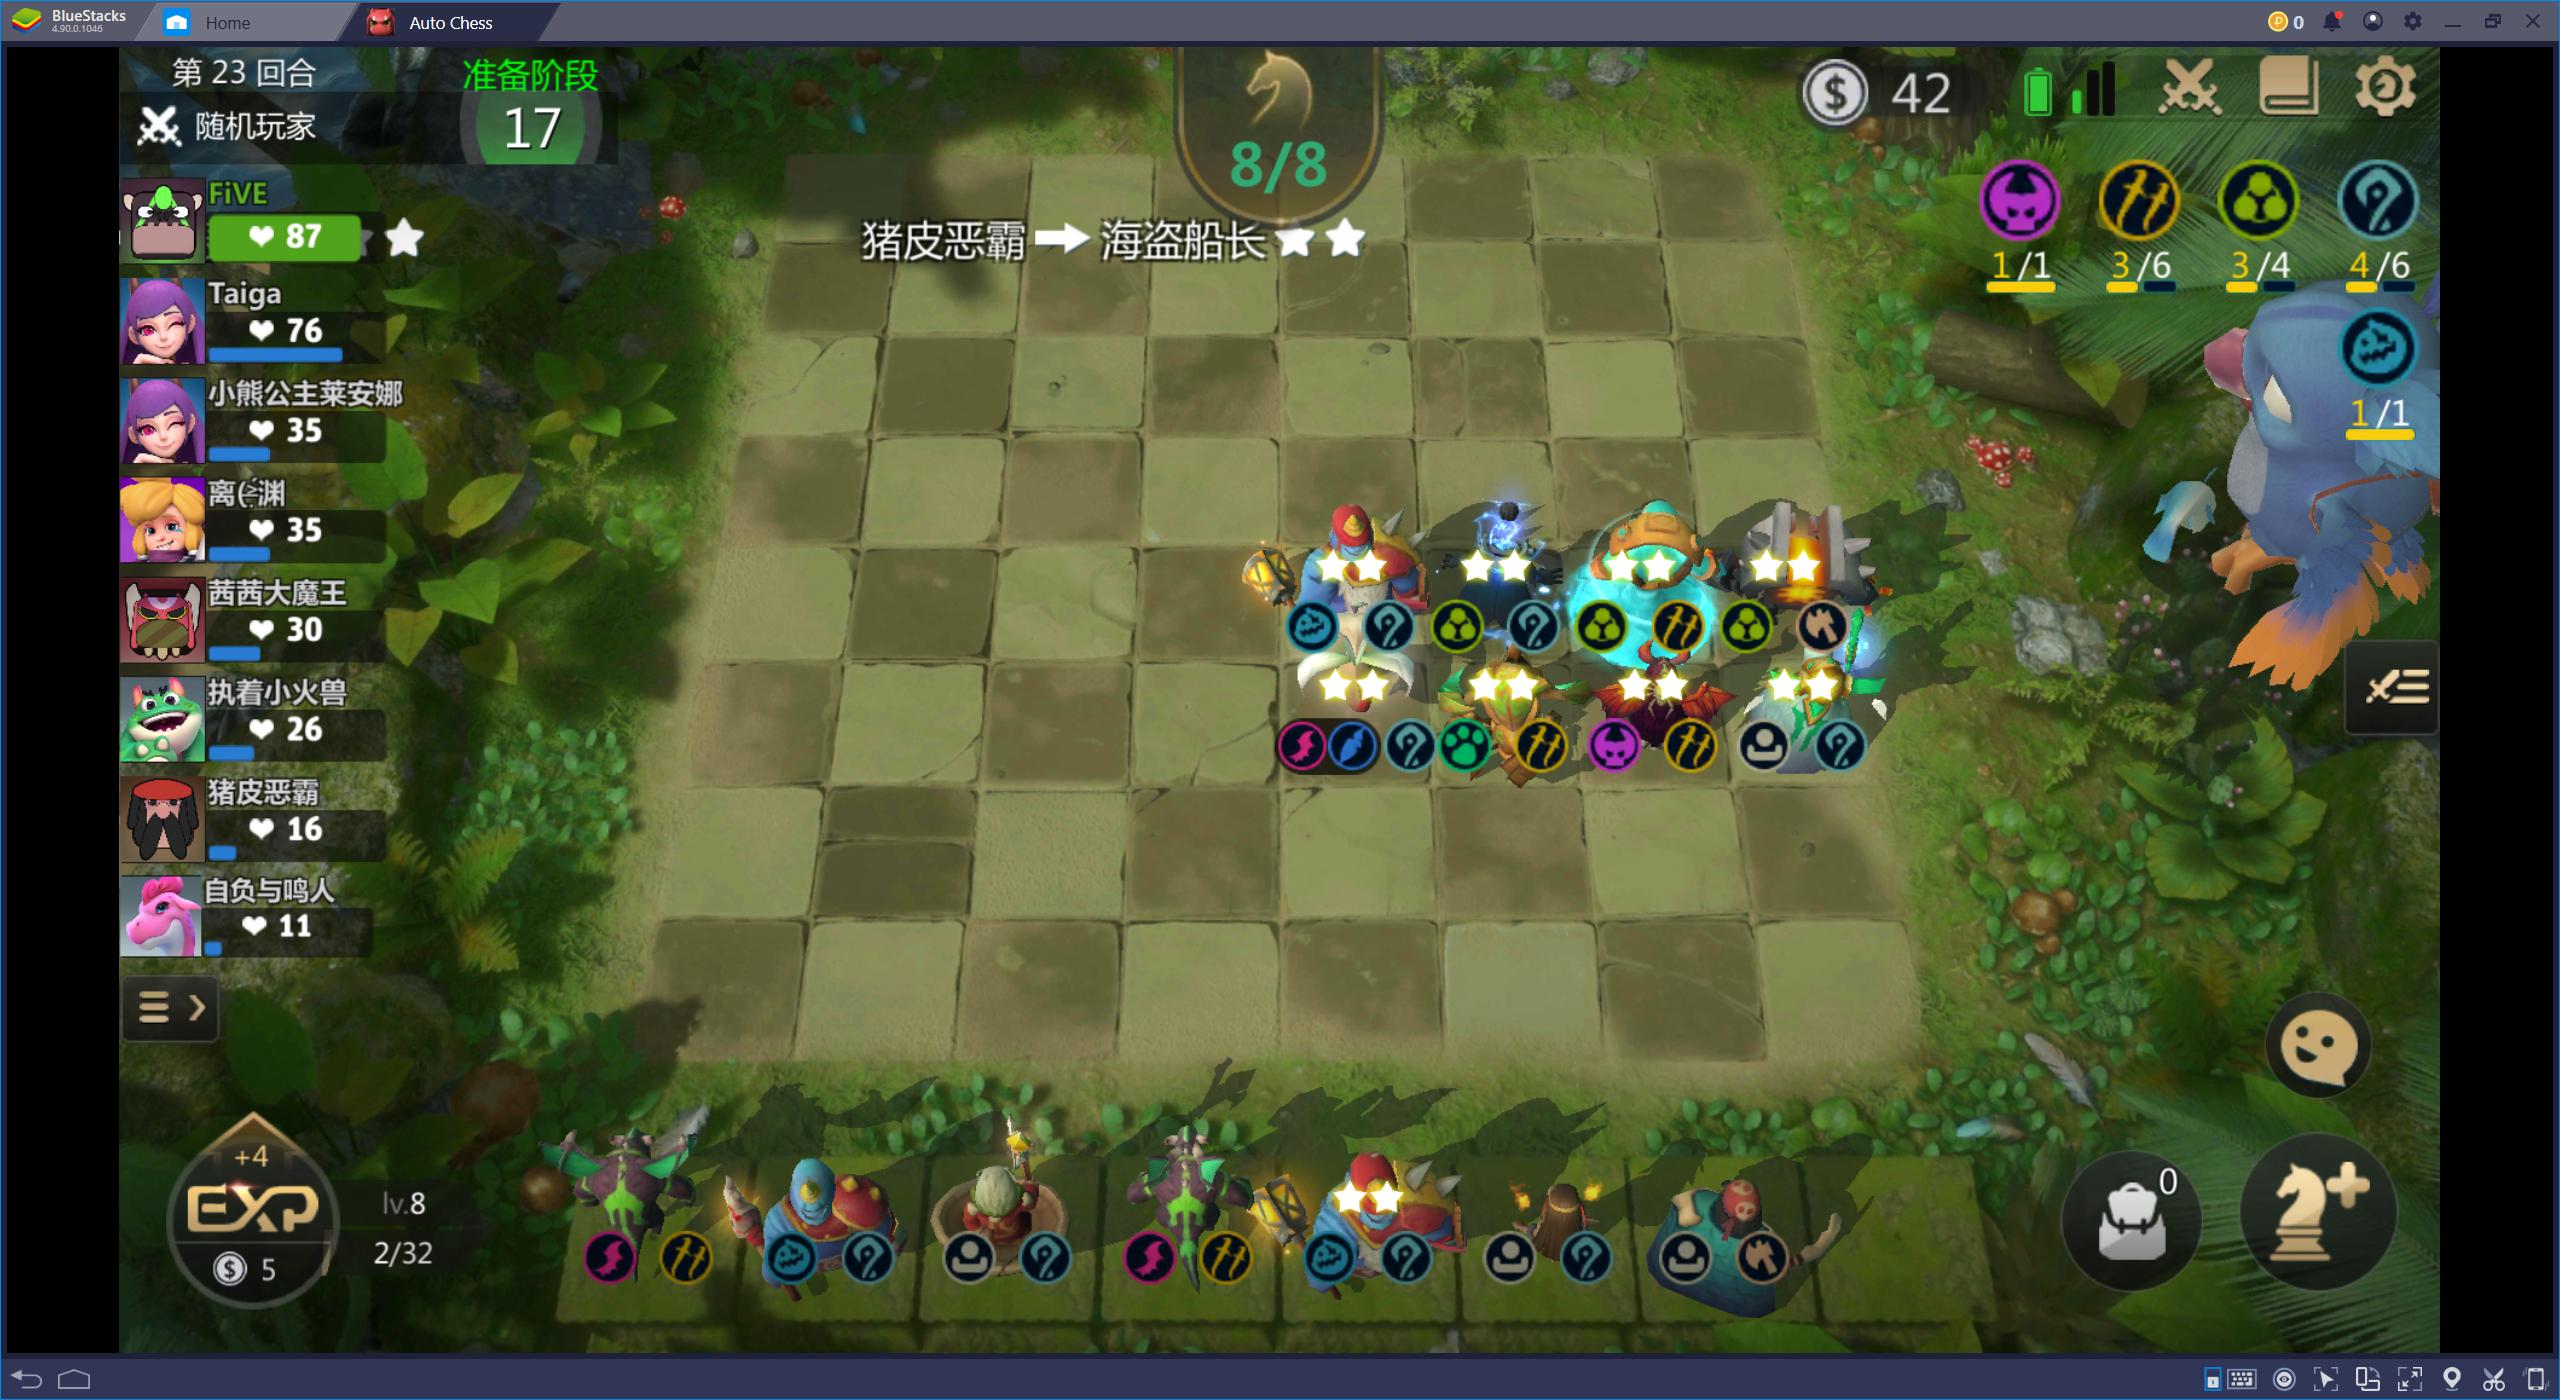 BlueStacks
4.90.0.1046
Home
Auto Chess
0
第 23 回合
准备阶段
随机玩家
17
8/8
42
猪皮恶霸
海盗船长
1/1
3/6
3/4
4/6
1/1
FiVE
87
Taiga
76
小熊公主莱安娜
35
35
茜茜大魔王
30
执着小火兽
26
猪皮恶霸
16
自负与鸣人
11
+4
EXP
5
lv.8
2/32
0